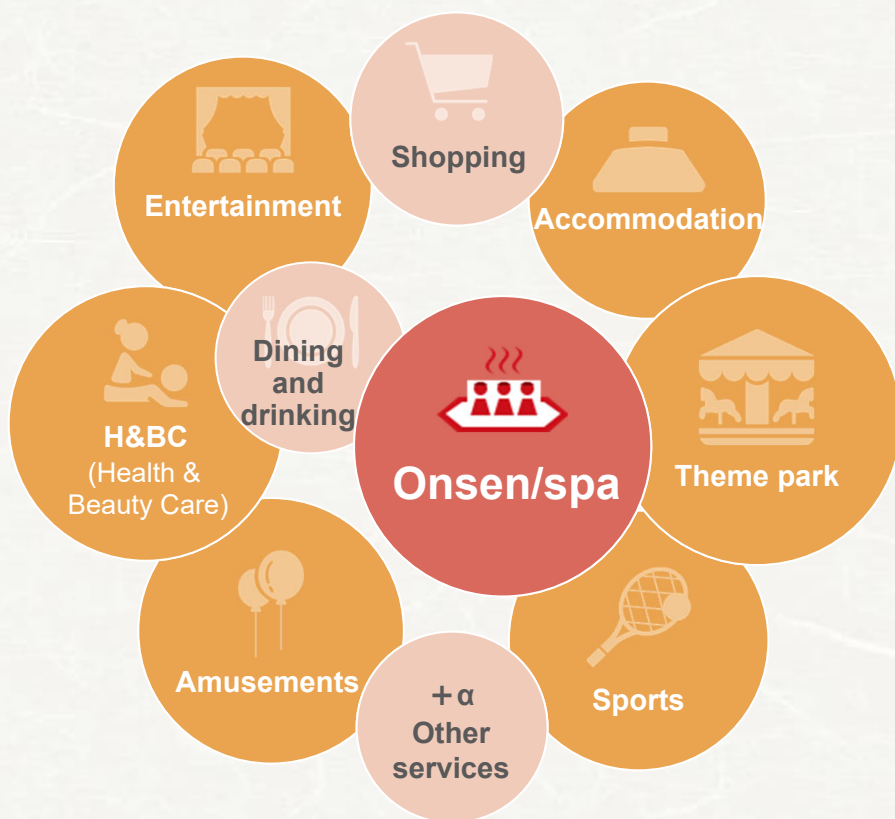 Shopping
Entertainment
Accommodation
Dining
and
drinking
H&BC
(Health &
Beauty Care)
Onsen/spa
Theme park
Amusements
Sports
＋α
Other
services